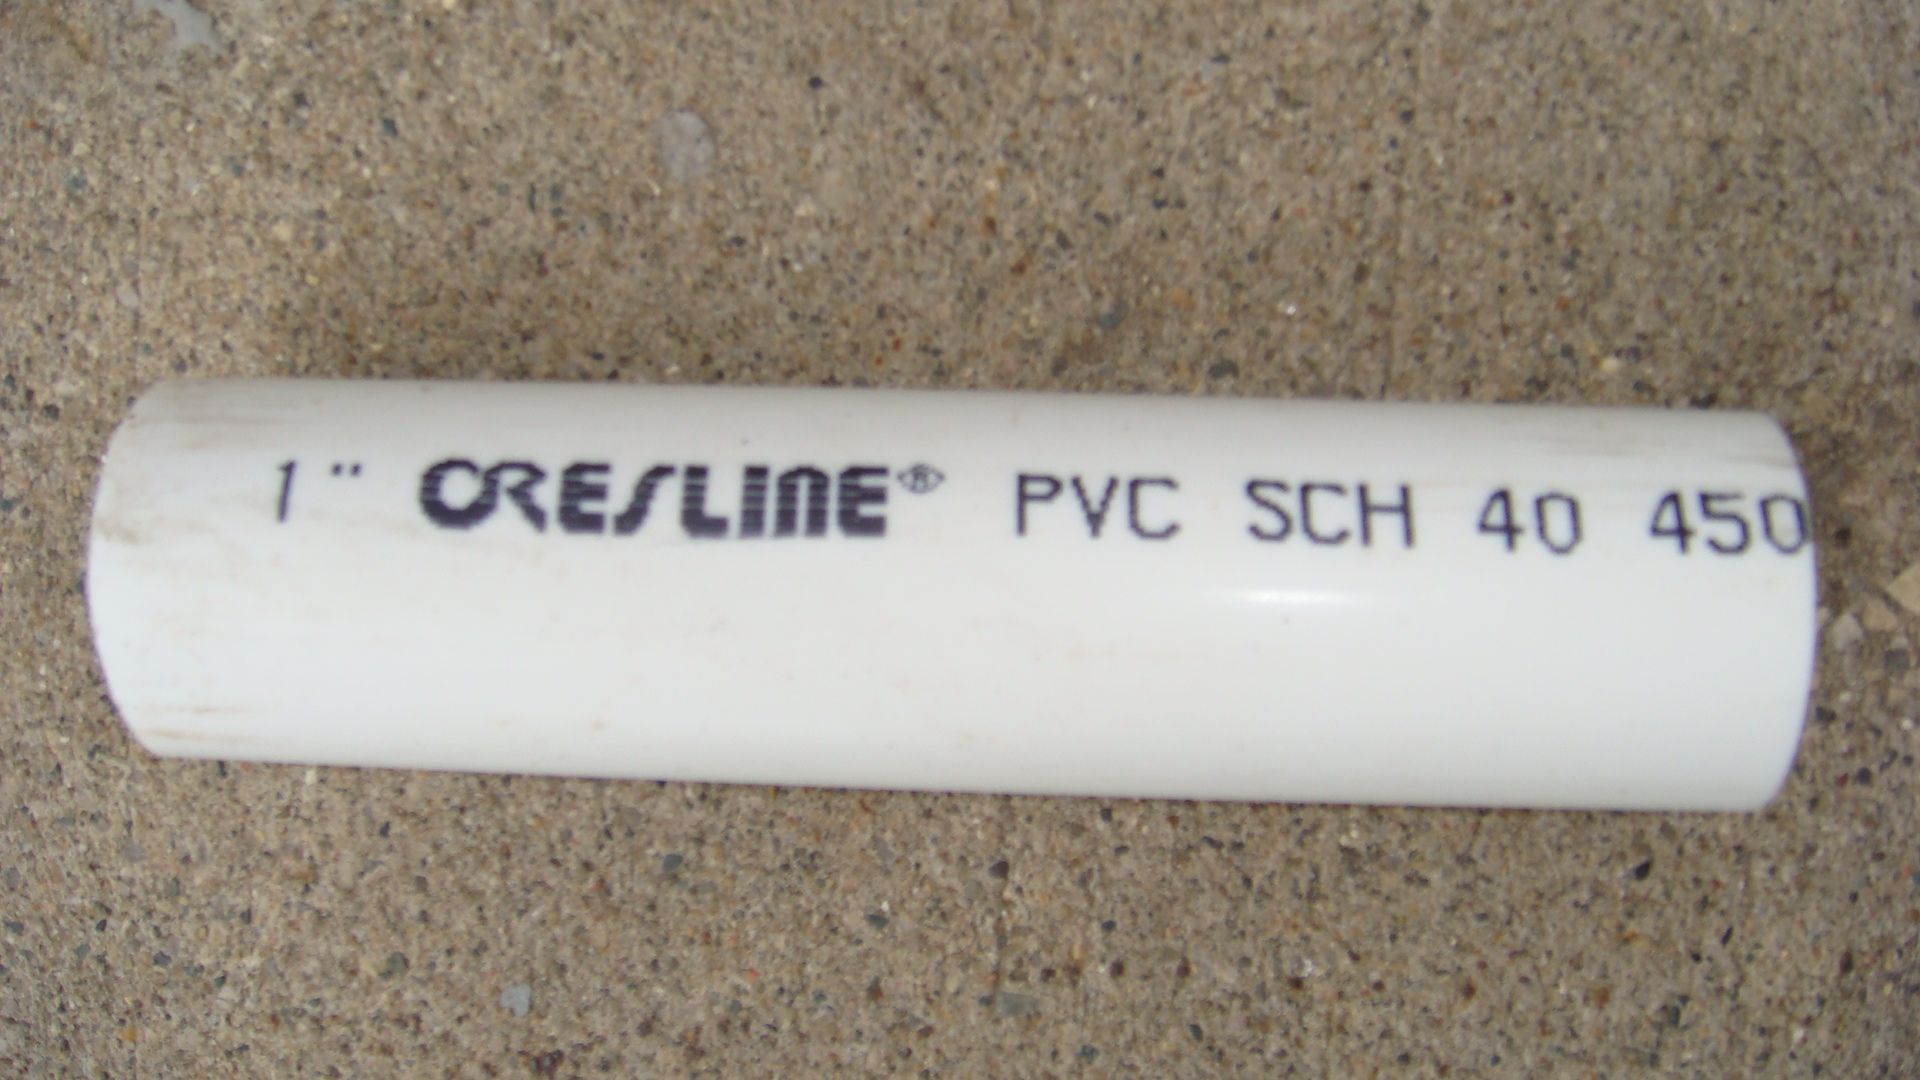 1" CRESLINE® PVC SCH 40 450